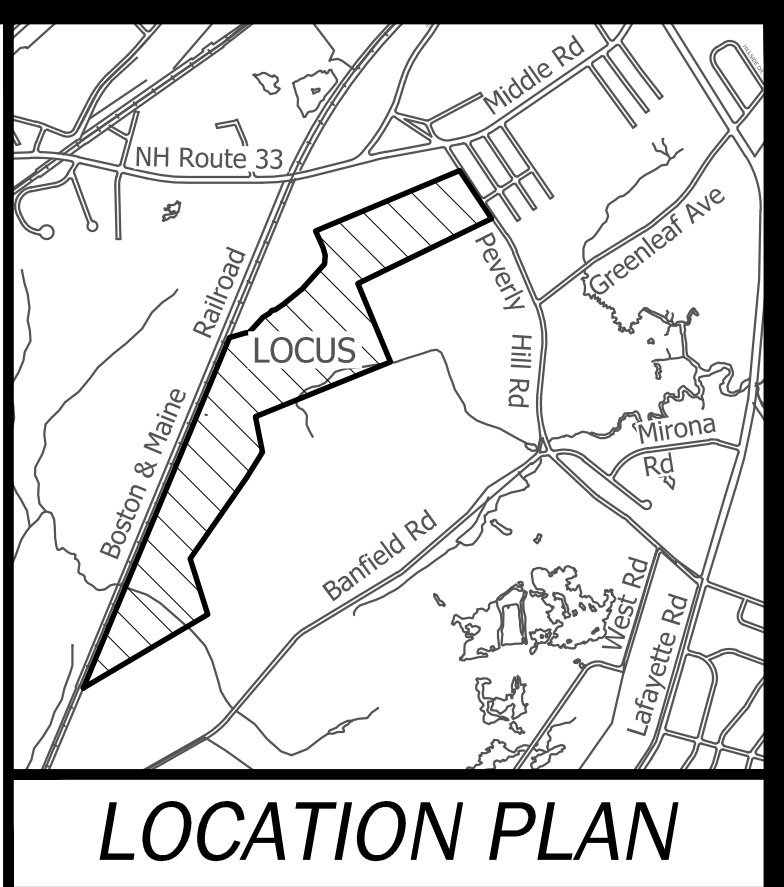 Middle Rd
NH Route 33
Greenleaf Ave
Peverly
Hill Rd
Railroad
LOCUS
Boston & Maine
Mirona
Rd
Banfield Rd
West Rd
Lafayette Rd
LOCATION PLAN